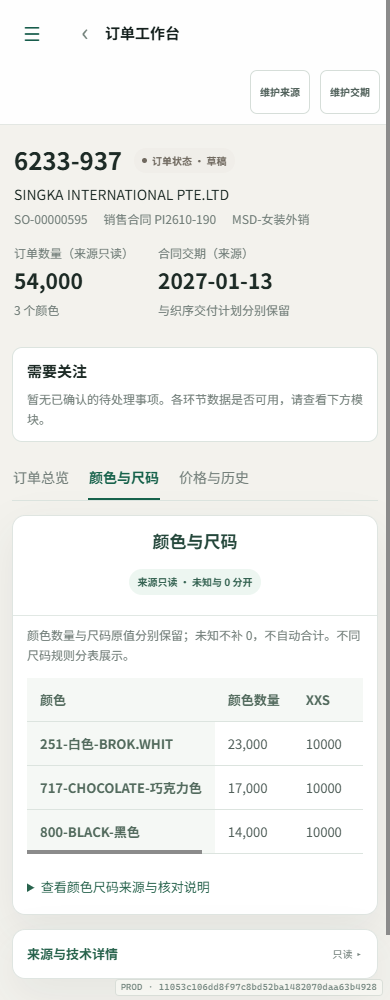 订单工作台
维护来源 维护交期
6233-937 订单状态 · 草稿
SINGKA INTERNATIONAL PTE.LTD
SO-00000595 销售合同 PI2610-190 MSD-女装外销
订单数量（来源只读） 合同交期（来源）
54,000 2027-01-13
3 个颜色 与织序交付计划分别保留
需要关注
暂无已确认的待处理事项。各环节数据是否可用，请查看下方模
块。
订单总览 颜色与尺码 价格与历史
颜色与尺码
来源只读 · 未知与 0 分开
颜色数量与尺码原值分别保留；未知不补 0，不自动合计。不同
尺码规则分表展示。
颜色 颜色数量 XXS
251-白色-BROK.WHIT 23,000 10000
717-CHOCOLATE-巧克力色 17,000 10000
800-BLACK-黑色 14,000 10000
查看颜色尺码来源与核对说明
来源与技术详情 只读
PROD · 11053c106dd8f97c8bd52ba1482070daa63b4928